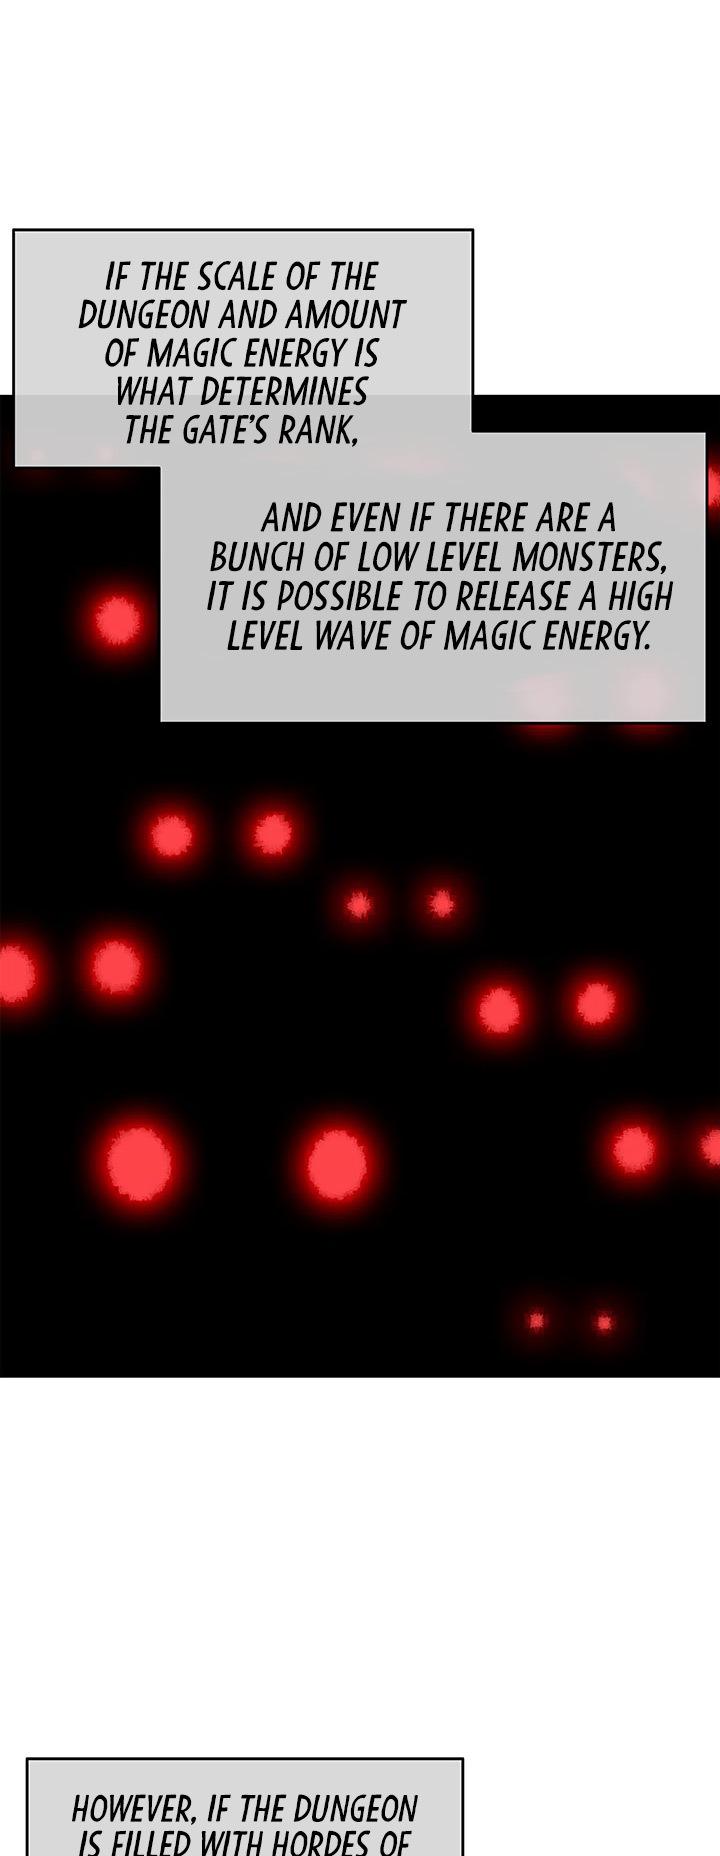 IF THE SCALE OF THE
DUNGEON AND AMOUNT
OF MAGIC ENERGY IS
WHAT DETERMINES
THE GATE'S RANK,
AND EVEN IF THERE ARE A
BUNCH OF LOW LEVEL MONSTERS,
IT IS POSSIBLE TO RELEASE A HIGH
LEVEL WAVE OF MAGIC ENERGY.
HOWEVER, IF THE DUNGEON
IS FILLED WITH HORDES OF